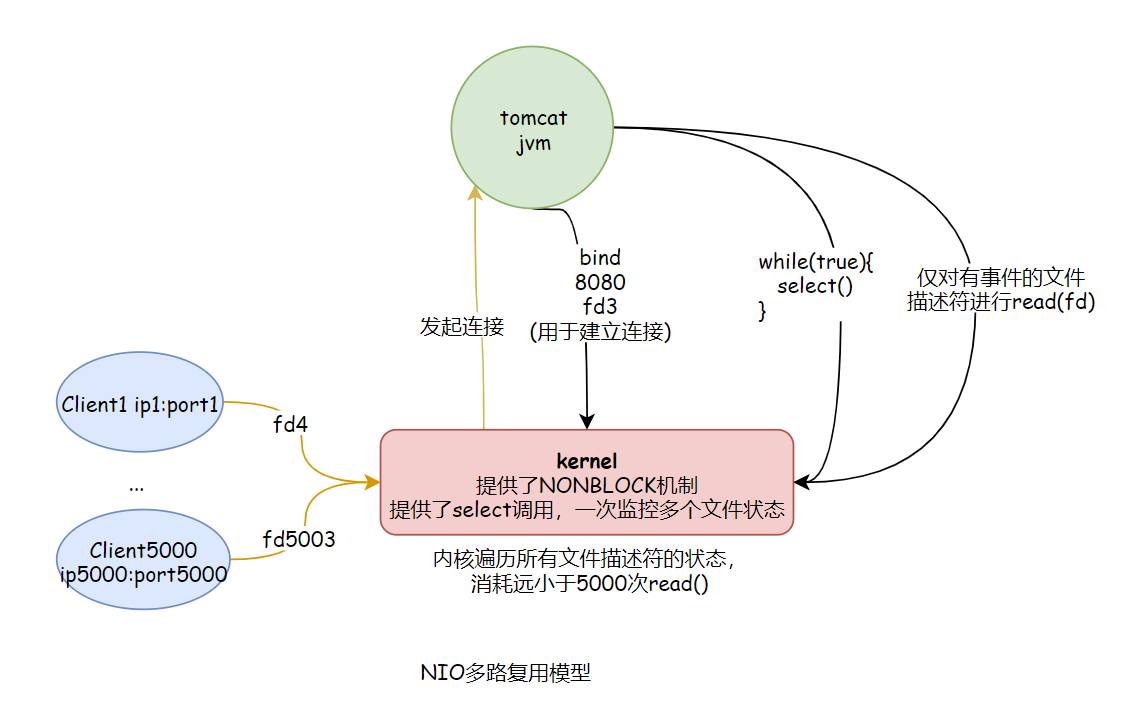 tomcat
jvm
bind
8080
fd3
(用于建立连接)
while(true){
select()
}
仅对有事件的文件
描述符进行read(fd)
发起连接
Client1 ip1:port1
fd4
...
Client5000
ip5000:port5000
fd5003
kernel
提供了NONBLOCK机制
提供了select调用，一次监控多个文件状态
内核遍历所有文件描述符的状态，
消耗远小于5000次read()
NIO多路复用模型